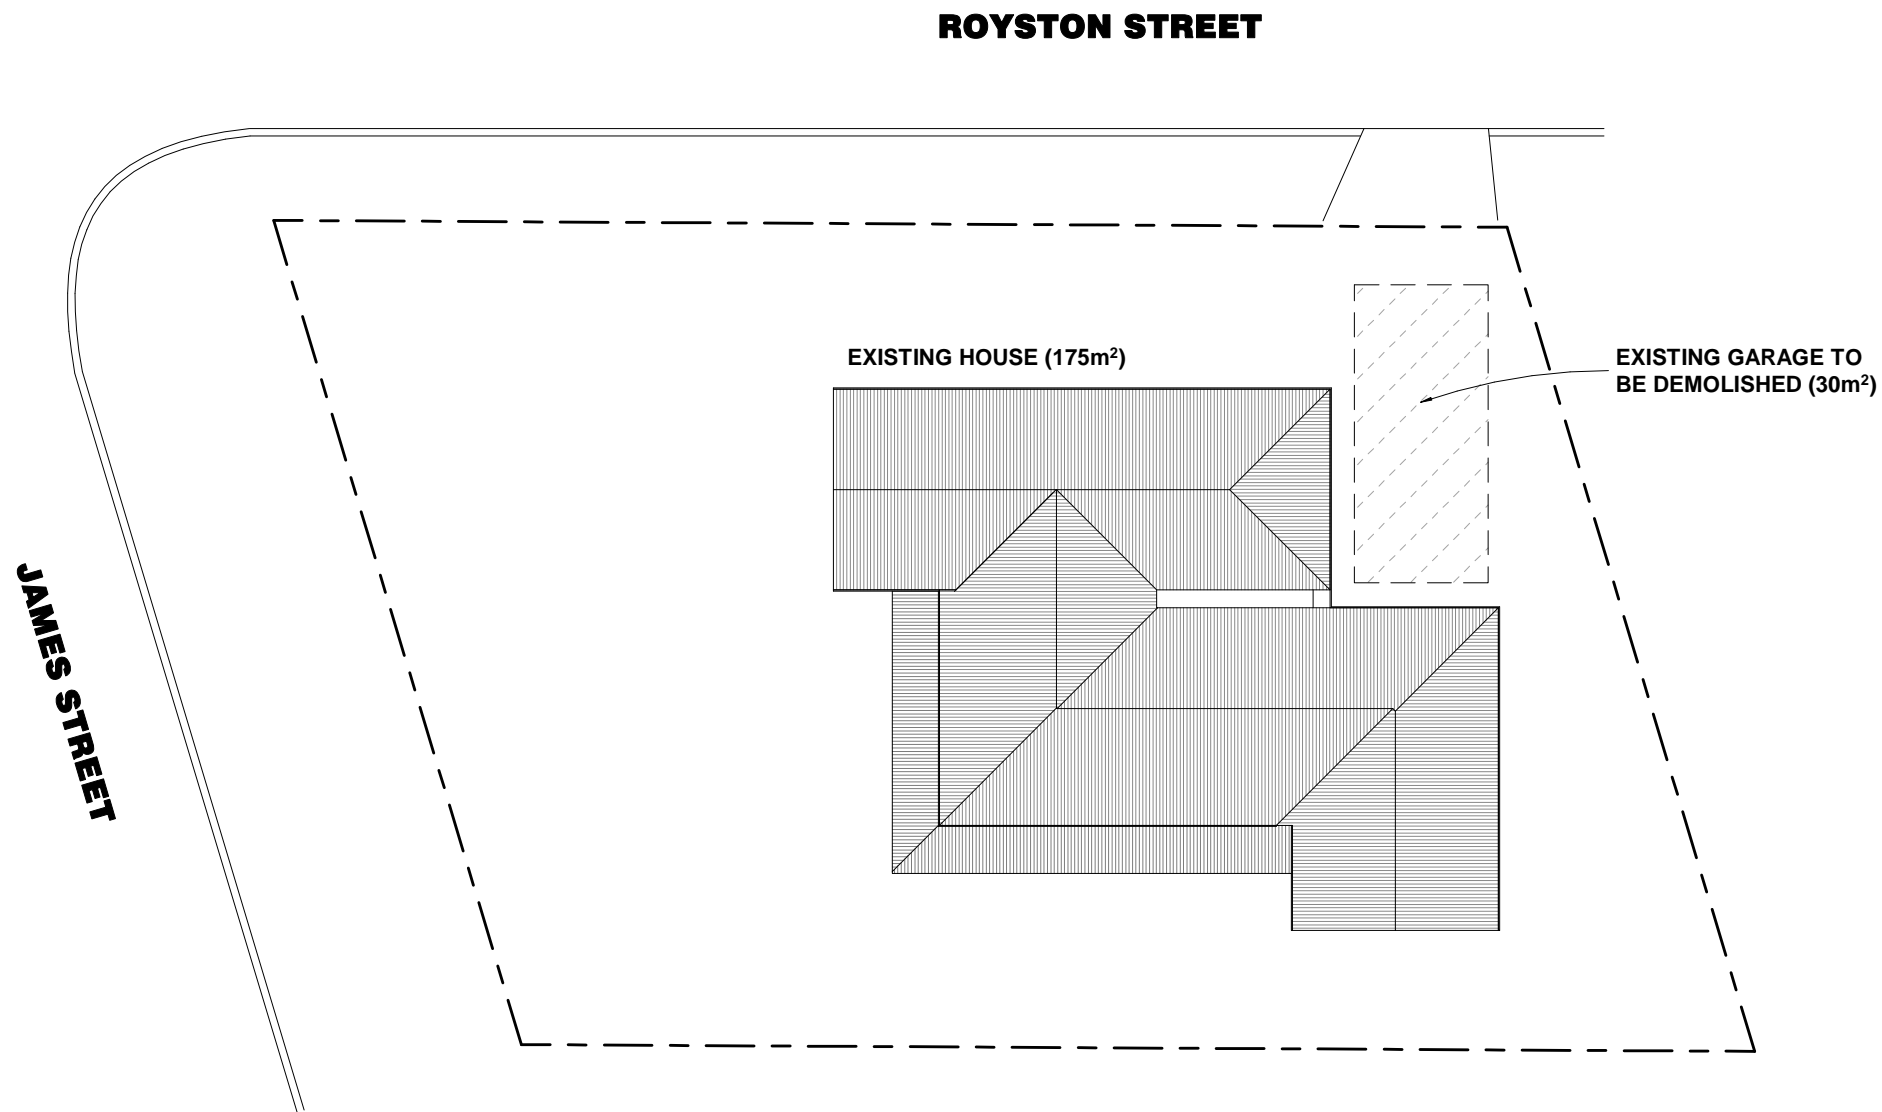 ROYSTON STREET
EXISTING HOUSE (175m²)
EXISTING GARAGE TO
BE DEMOLISHED (30m²)
JAMES STREET